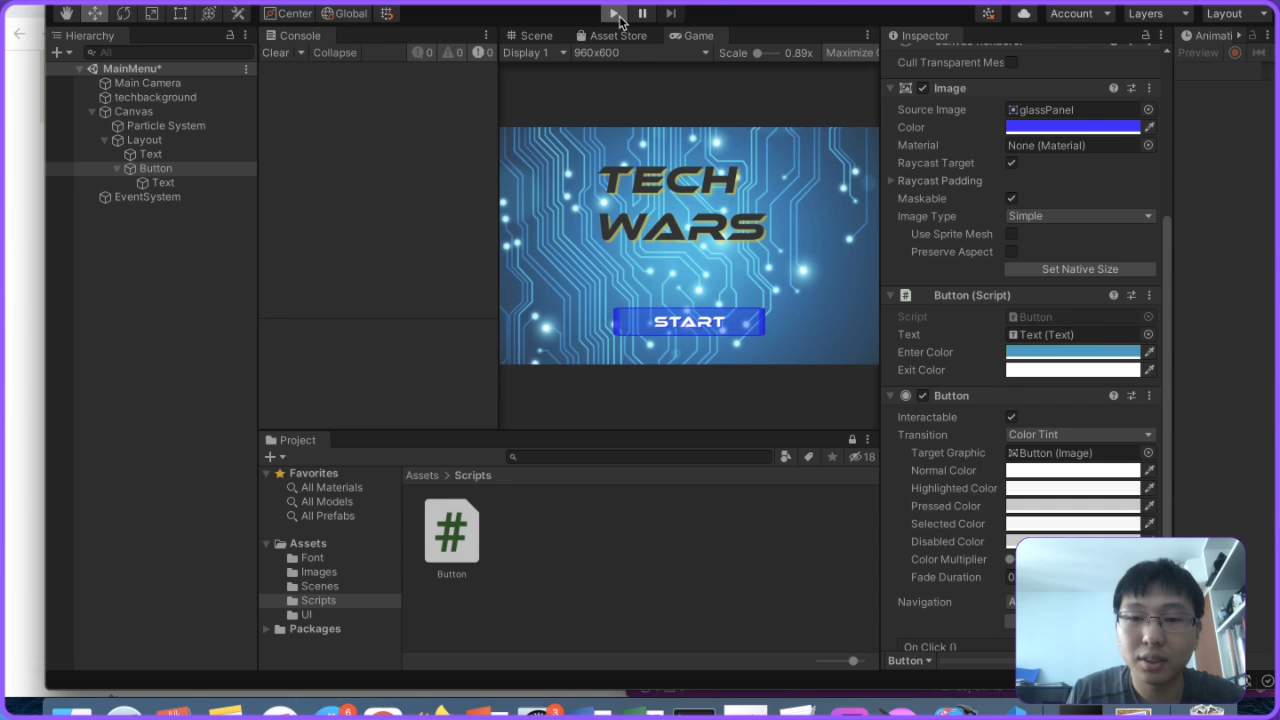 Center
Global
Account
Layers
Layout
Hierarchy
All
MainMenu*
Main Camera
techbackground
Canvas
Particle System
Layout
Text
Button
Text
EventSystem
Console
Clear
Collapse
0
0
0
Scene
Asset Store
Game
Display 1
960x600
Scale
0.89x
Maximize
TECH
WARS
START
Project
18
Favorites
All Materials
All Models
All Prefabs
Assets
Font
Images
Scenes
Scripts
UI
Packages
Assets > Scripts
#
Button
Inspector
Cull Transparent Mes
Image
Source Image
glassPanel
Color
Material
None (Material)
Raycast Target
Raycast Padding
Maskable
Image Type
Simple
Use Sprite Mesh
Preserve Aspect
Set Native Size
# Button (Script)
Script
Button
Text
Text (Text)
Enter Color
Exit Color
Button
Interactable
Transition
Color Tint
Target Graphic
Button (Image)
Normal Color
Highlighted Color
Pressed Color
Selected Color
Disabled Color
Color Multiplier
Fade Duration
0
Navigation
A
On Click ()
Button
Animati
Preview
6
3